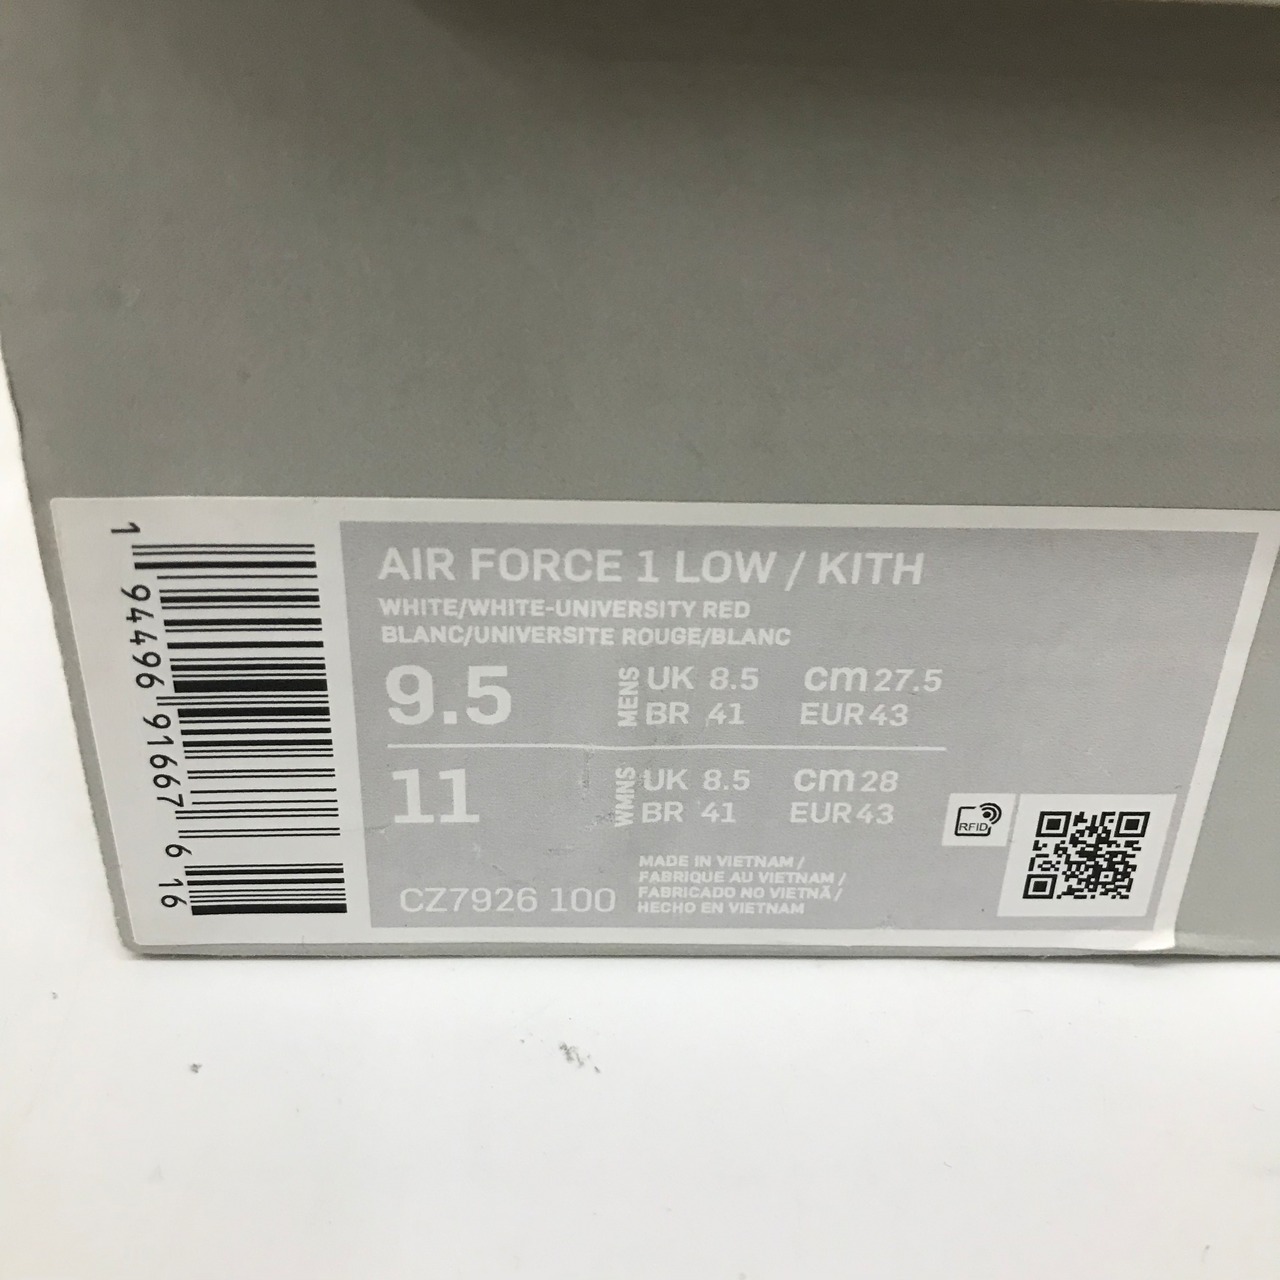 AIR FORCE 1 LOW / KITH
WHITE/WHITE-UNIVERSITY RED
BLANC/UNIVERSITE ROUGE/BLANC
9.5 MENS UK 8.5 cm 27.5
BR 41 EUR 43
11 WMNS UK 8.5 cm 28
BR 41 EUR 43
CZ7926 100
MADE IN VIETNAM /
FABRIQUE AU VIETNAM /
FABRICADO NO VIETNÃ /
HECHO EN VIETNAM
RFID
1 94496 91667 6 16